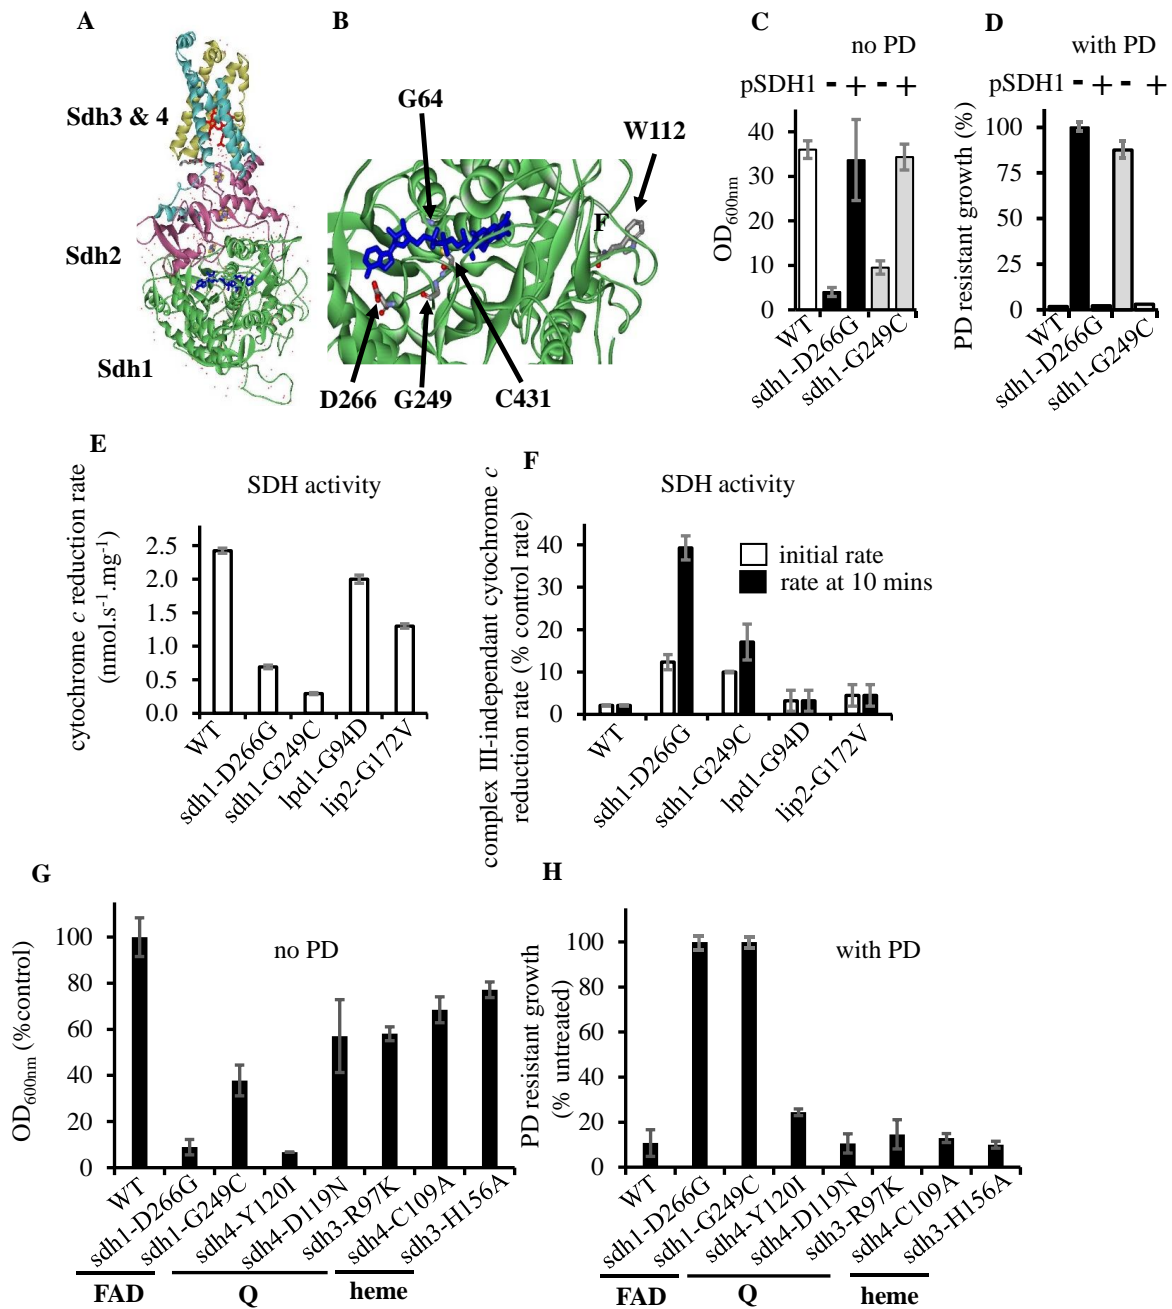 A
Sdh3 & 4
Sdh2
Sdh1
B
G64
W112
F
D266
G249
C431
C
no PD
pSDH1
- + - +
OD600nm
40
30
20
10
0
WT
sdh1-D266G
sdh1-G249C
D
with PD
pSDH1
- + - +
PD resistant growth (%)
100
75
50
25
0
WT
sdh1-D266G
sdh1-G249C
E
SDH activity
cytochrome c reduction rate
(nmol.s-1.mg-1)
2.5
2.0
1.5
1.0
0.5
0.0
WT
sdh1-D266G
sdh1-G249C
lpd1-G94D
lip2-G172V
F
SDH activity
complex III-independant cytochrome c
reduction rate (% control rate)
initial rate
rate at 10 mins
40
30
20
10
0
WT
sdh1-D266G
sdh1-G249C
lpd1-G94D
lip2-G172V
G
no PD
OD600nm (%control)
100
80
60
40
20
0
WT
sdh1-D266G
sdh1-G249C
sdh4-Y120I
sdh4-D119N
sdh3-R97K
sdh4-C109A
sdh3-H156A
FAD
Q
heme
H
with PD
PD resistant growth
(% untreated)
100
80
60
40
20
0
WT
sdh1-D266G
sdh1-G249C
sdh4-Y120I
sdh4-D119N
sdh3-R97K
sdh4-C109A
sdh3-H156A
FAD
Q
heme